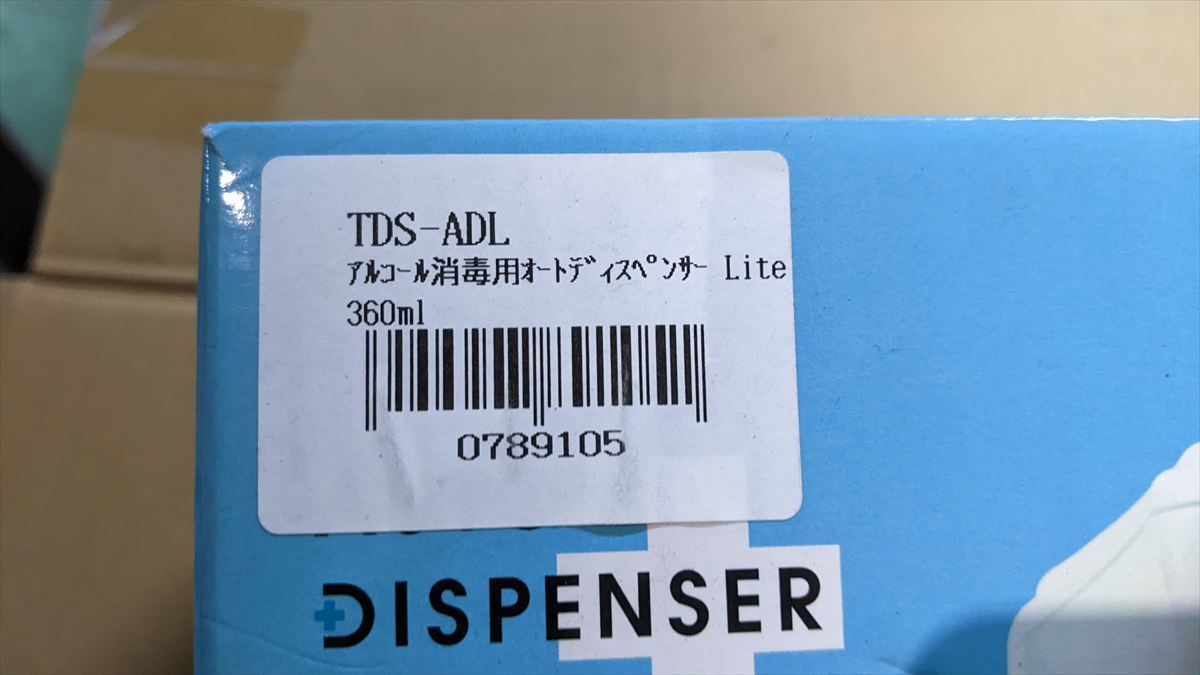 TDS-ADL
ｱﾙｺｰﾙ消毒用ｵｰﾄﾃﾞｨｽﾍﾟﾝｻｰ Lite
360ml
0789105
DISPENSER